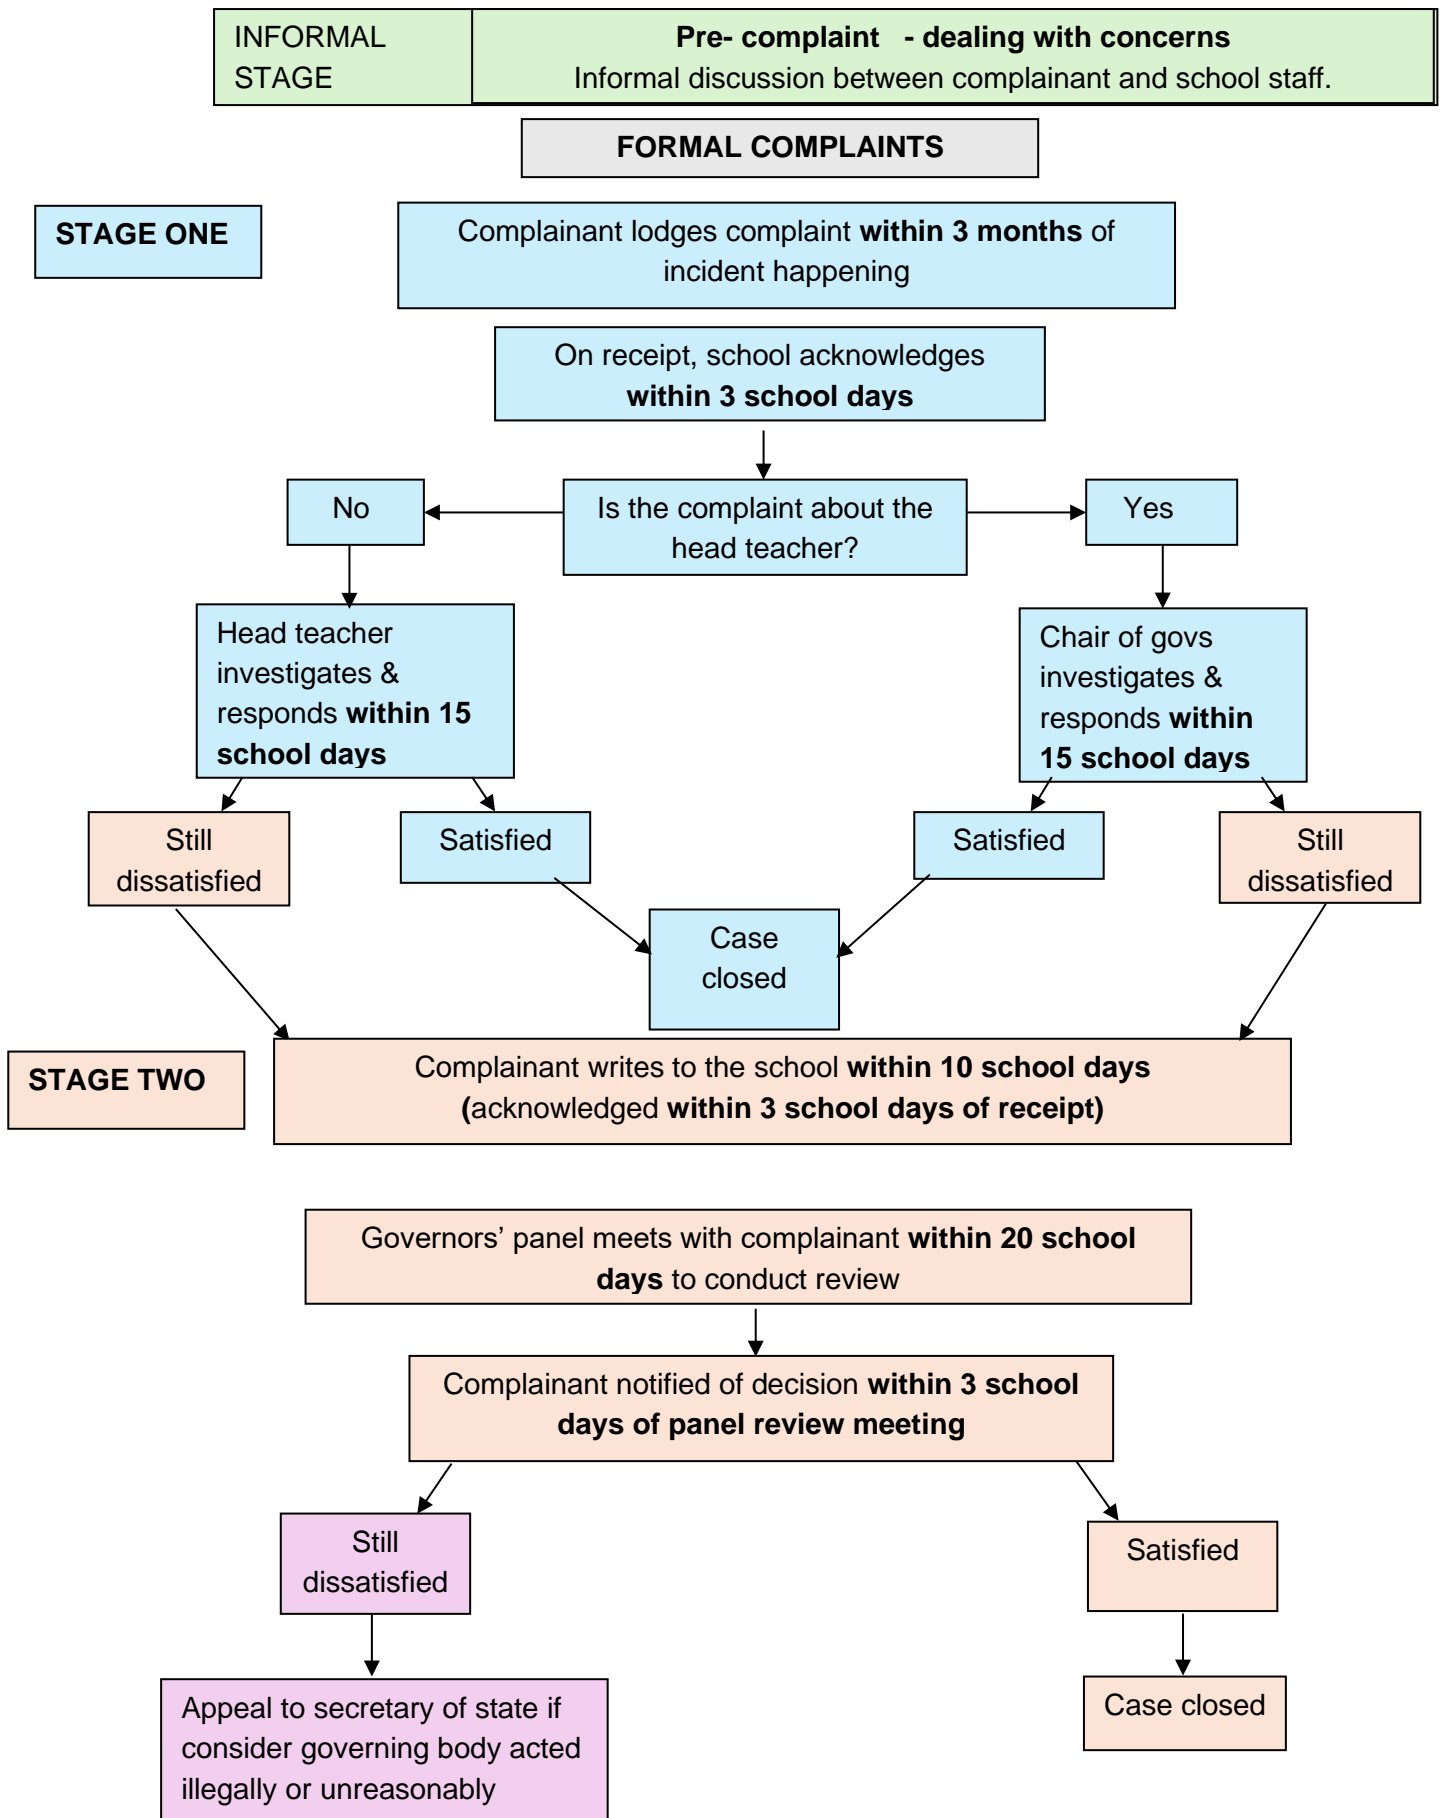 INFORMAL
STAGE
Pre- complaint - dealing with concerns
Informal discussion between complainant and school staff.
FORMAL COMPLAINTS
STAGE ONE
Complainant lodges complaint within 3 months of
incident happening
On receipt, school acknowledges
within 3 school days
No
Is the complaint about the
head teacher?
Yes
Head teacher
investigates &
responds within 15
school days
Chair of govs
investigates &
responds within
15 school days
Still
dissatisfied
Satisfied
Satisfied
Still
dissatisfied
Case
closed
STAGE TWO
Complainant writes to the school within 10 school days
(acknowledged within 3 school days of receipt)
Governors’ panel meets with complainant within 20 school
days to conduct review
Complainant notified of decision within 3 school
days of panel review meeting
Still
dissatisfied
Satisfied
Appeal to secretary of state if
consider governing body acted
illegally or unreasonably
Case closed